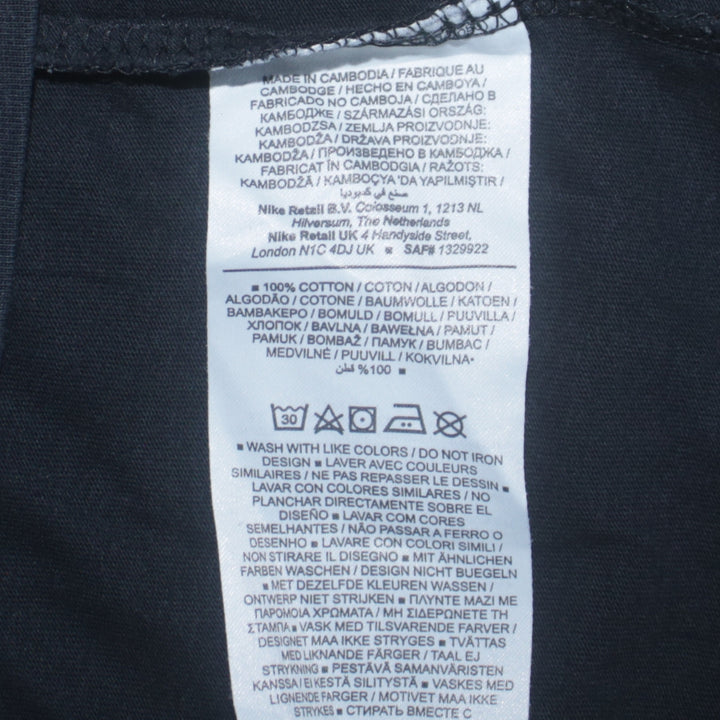 MADE IN CAMBODIA / FABRIQUE AU
CAMBODGE / HECHO EN CAMBOYA /
FABRICADO NO CAMBOJA / СДЕЛАНО В
КАМБОДЖЕ / SZÁRMAZÁSI ORSZÁG:
KAMBODZSA / ZEMLJA PROIZVODNJE:
KAMBODŽA / DRŽAVA PROIZVODNJE:
KAMBODŽA / ПРОИЗВЕДЕНО В КАМБОДЖА /
FABRICAT ÎN CAMBODGIA / RAŽOTS:
KAMBODŽĀ / KAMBOÇYA 'DA YAPILMIŞTIR /
صنع في كمبوديا
Nike Retail B.V. Colosseum 1, 1213 NL
Hilversum, The Netherlands
Nike Retail UK 4 Handyside Street,
London N1C 4DJ UK ■ SAF# 1329922
■ 100% COTTON / COTON / ALGODON /
ALGODÃO / COTONE / BAUMWOLLE / KATOEN /
ΒΑΜΒΑΚΕΡΟ / BOMULD / BOMULL / PUUVILLA /
ХЛОПОК / BAVLNA / BAWEŁNA / PAMUT /
PAMUK / BOMBAŽ / ПАМУК / BUMBAC /
MEDVILNĖ / PUUVILL / KOKVILNA▪
%100 قطن ■
30
■ WASH WITH LIKE COLORS / DO NOT IRON
DESIGN ■ LAVER AVEC COULEURS
SIMILAIRES / NE PAS REPASSER LE DESSIN ■
LAVAR CON COLORES SIMILARES / NO
PLANCHAR DIRECTAMENTE SOBRE EL
DISEÑO ■ LAVAR COM CORES
SEMELHANTES / NÃO PASSAR A FERRO O
DESENHO ■ LAVARE CON COLORI SIMILI /
NON STIRARE IL DISEGNO ■ MIT ÄHNLICHEN
FARBEN WASCHEN / DESIGN NICHT BUEGELN
■ MET DEZELFDE KLEUREN WASSEN /
ONTWERP NIET STRIJKEN ■ ΠΛΥΝΤΕ ΜΑΖΙ ΜΕ
ΠΑΡΟΜΟΙΑ ΧΡΩΜΑΤΑ / ΜΗ ΣΙΔΕΡΩΝΕΤΕ ΤΗ
ΣΤΑΜΠΑ ■ VASK MED TILSVARENDE FARVER /
DESIGNET MAA IKKE STRYGES ■ TVÄTTAS
MED LIKNANDE FÄRGER / TAAL EJ
STRYKNING ■ PESTÄVÄ SAMANVÄRISTEN
KANSSA / EI KESTÄ SILITYSTÄ ■ VASKES MED
LIGNENDE FARGER / MOTIVET MAA IKKE
STRYKES ■ СТИРАТЬ ВМЕСТЕ С